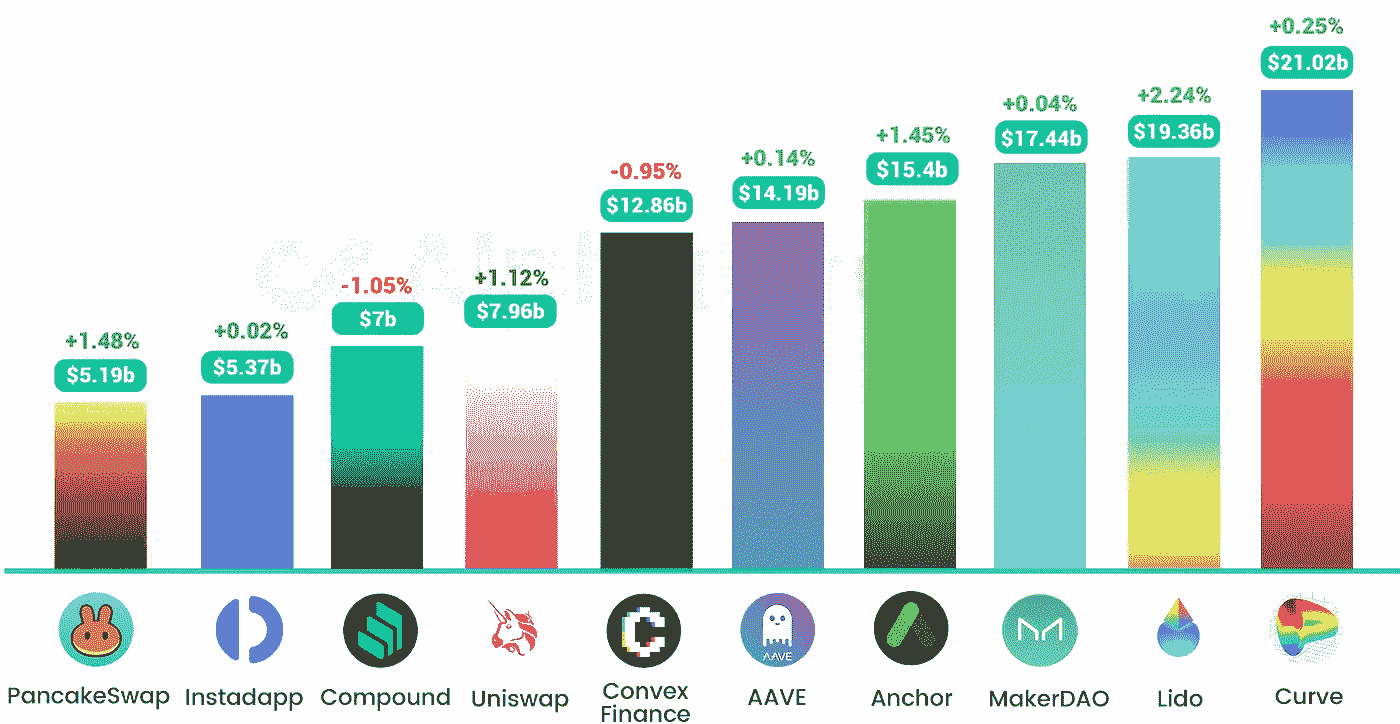 +0.25%
$21.02b
+2.24%
$19.36b
+0.04%
$17.44b
+1.45%
$15.4b
+0.14%
$14.19b
-0.95%
$12.86b
+1.12%
$7.96b
-1.05%
$7b
+0.02%
$5.37b
+1.48%
$5.19b
AAVE
PancakeSwap
Instadapp
Compound
Uniswap
Convex
Finance
AAVE
Anchor
MakerDAO
Lido
Curve